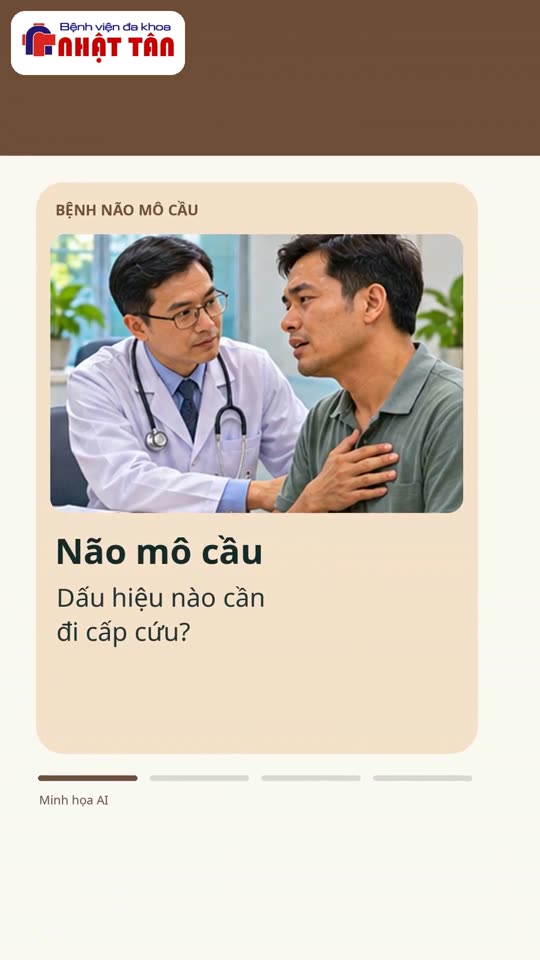 Bệnh viện đa khoa
NHẬT TÂN
BỆNH NÃO MÔ CẦU
Não mô cầu
Dấu hiệu nào cần
đi cấp cứu?
Minh họa AI